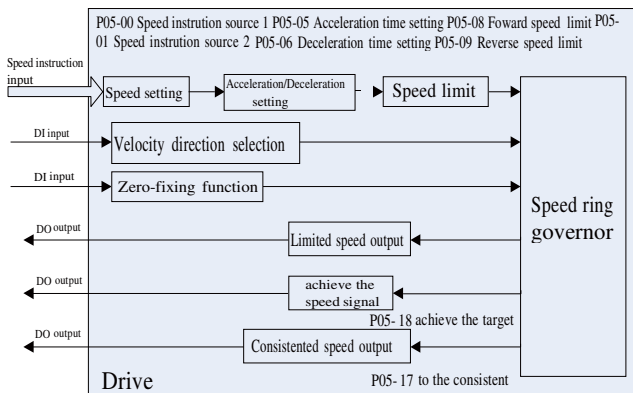 P05-00 Speed instrution source 1 P05-05 Acceleration time setting P05-08 Foward speed limit P05-
01 Speed instrution source 2 P05-06 Deceleration time setting P05-09 Reverse speed limit
Speed instruction
input
Speed setting
Acceleration/Deceleration
setting
Speed limit
DI input
Velocity direction selection
DI input
Zero-fixing function
Speed ring
governor
DO output
Limited speed output
DO output
achieve the
speed signal
P05- 18 achieve the target
DO output
Consistented speed output
P05-17 to the consistent
Drive